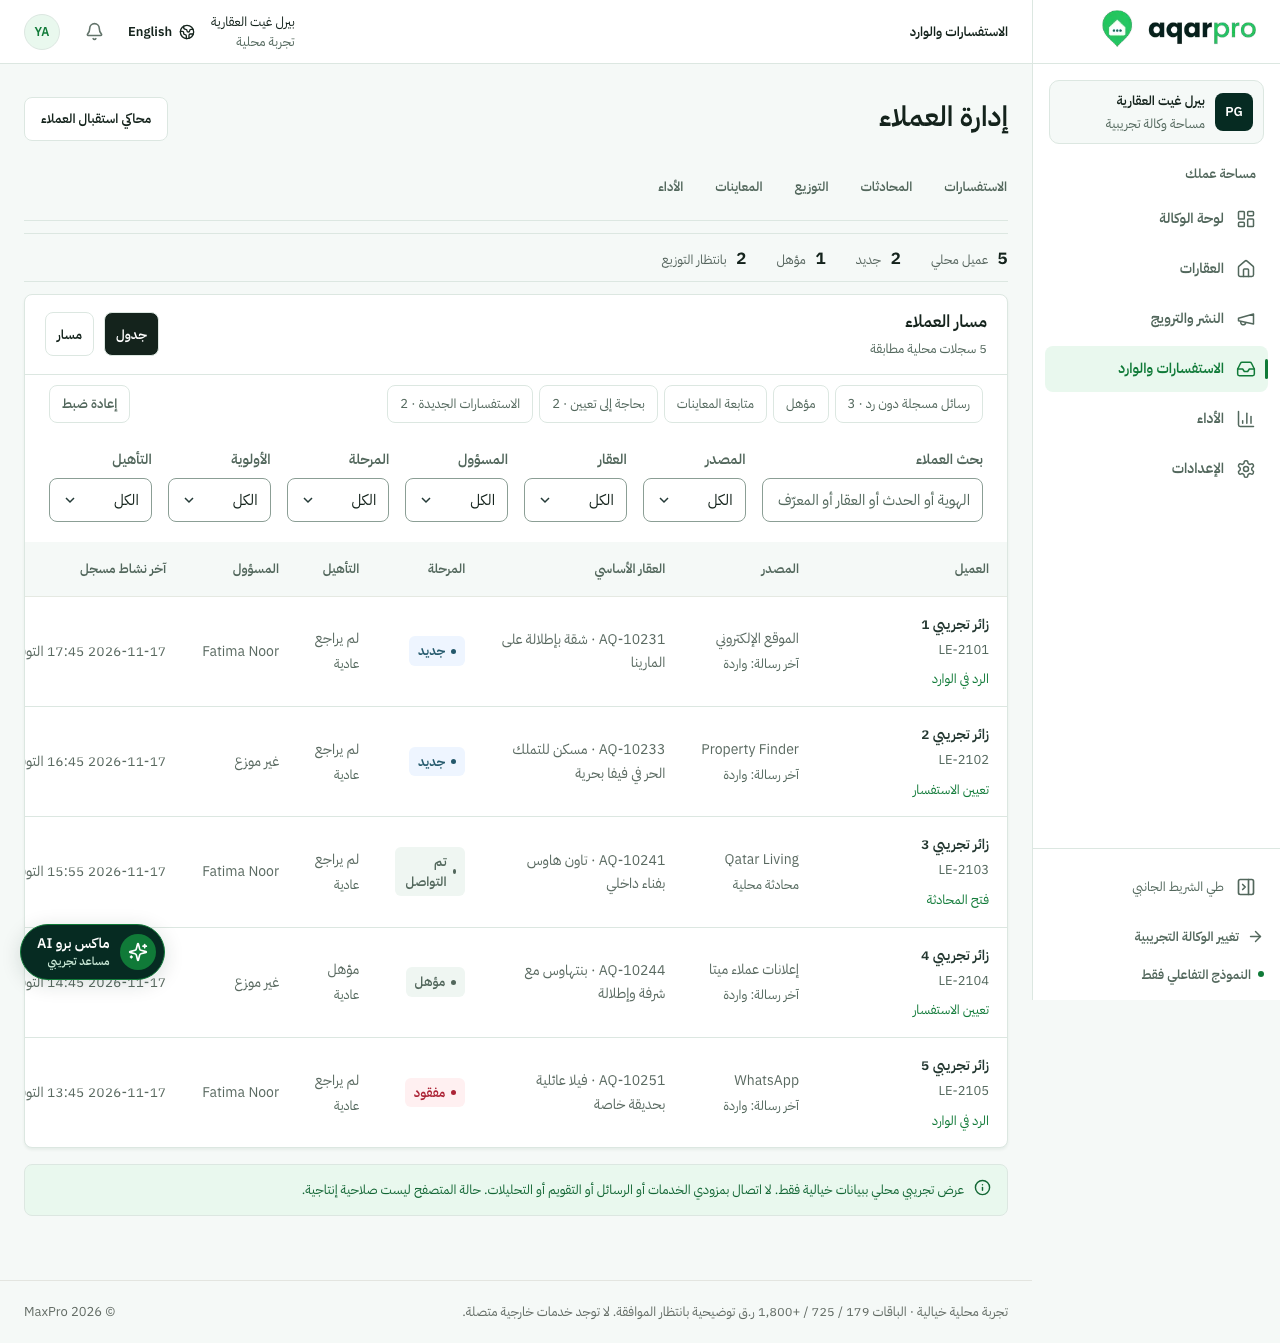 aqarpro
الاستفسارات والوارد
بيرل غيت العقارية
تجربة محلية
English
YA
PG
بيرل غيت العقارية
مساحة وكالة تجريبية
مساحة عملك
لوحة الوكالة
العقارات
النشر والترويج
الاستفسارات والوارد
الأداء
الإعدادات
طي الشريط الجانبي
تغيير الوكالة التجريبية
النموذج التفاعلي فقط
إدارة العملاء
محاكي استقبال العملاء
الاستفسارات
المحادثات
التوزيع
المعاينات
الأداء
5 عميل محلي
2 جديد
1 مؤهل
2 بانتظار التوزيع
مسار العملاء
5 سجلات محلية مطابقة
جدول
مسار
رسائل مسجلة دون رد · 3
مؤهل
متابعة المعاينات
بحاجة إلى تعيين · 2
الاستفسارات الجديدة · 2
إعادة ضبط
بحث العملاء
المصدر
العقار
المسؤول
المرحلة
الأولوية
التأهيل
الهوية أو الحدث أو العقار أو المعرّف
الكل
الكل
الكل
الكل
الكل
الكل
العميل
المصدر
العقار الأساسي
المرحلة
التأهيل
المسؤول
آخر نشاط مسجل
زائر تجريبي 1
LE-2101
الرد في الوارد
الموقع الإلكتروني
آخر رسالة: واردة
AQ-10231 · شقة بإطلالة على
المارينا
جديد
لم يراجع
عادية
Fatima Noor
2026-11-17 17:45
زائر تجريبي 2
LE-2102
تعيين الاستفسار
Property Finder
آخر رسالة: واردة
AQ-10233 · مسكن للتملك
الحر في فيفا بحرية
جديد
لم يراجع
عادية
غير موزع
2026-11-17 16:45
زائر تجريبي 3
LE-2103
فتح المحادثة
Qatar Living
محادثة محلية
AQ-10241 · تاون هاوس
بفناء داخلي
تم
التواصل
لم يراجع
عادية
Fatima Noor
2026-11-17 15:55
زائر تجريبي 4
LE-2104
تعيين الاستفسار
إعلانات عملاء ميتا
آخر رسالة: واردة
AQ-10244 · بنتهاوس مع
شرفة وإطلالة
مؤهل
مؤهل
عادية
غير موزع
2026-11-17 14:45
زائر تجريبي 5
LE-2105
الرد في الوارد
WhatsApp
آخر رسالة: واردة
AQ-10251 · فيلا عائلية
بحديقة خاصة
مفقود
لم يراجع
عادية
Fatima Noor
2026-11-17 13:45
ماكس برو AI
مساعد تجريبي
عرض تجريبي محلي ببيانات خيالية فقط. لا اتصال بمزودي الخدمات أو الرسائل أو التقويم أو التحليلات. حالة المتصفح ليست صلاحية إنتاجية.
تجربة محلية خيالية · الباقات 179 / 725 / +1,800 ر.ق توضيحية بانتظار الموافقة. لا توجد خدمات خارجية متصلة.
© 2026 MaxPro